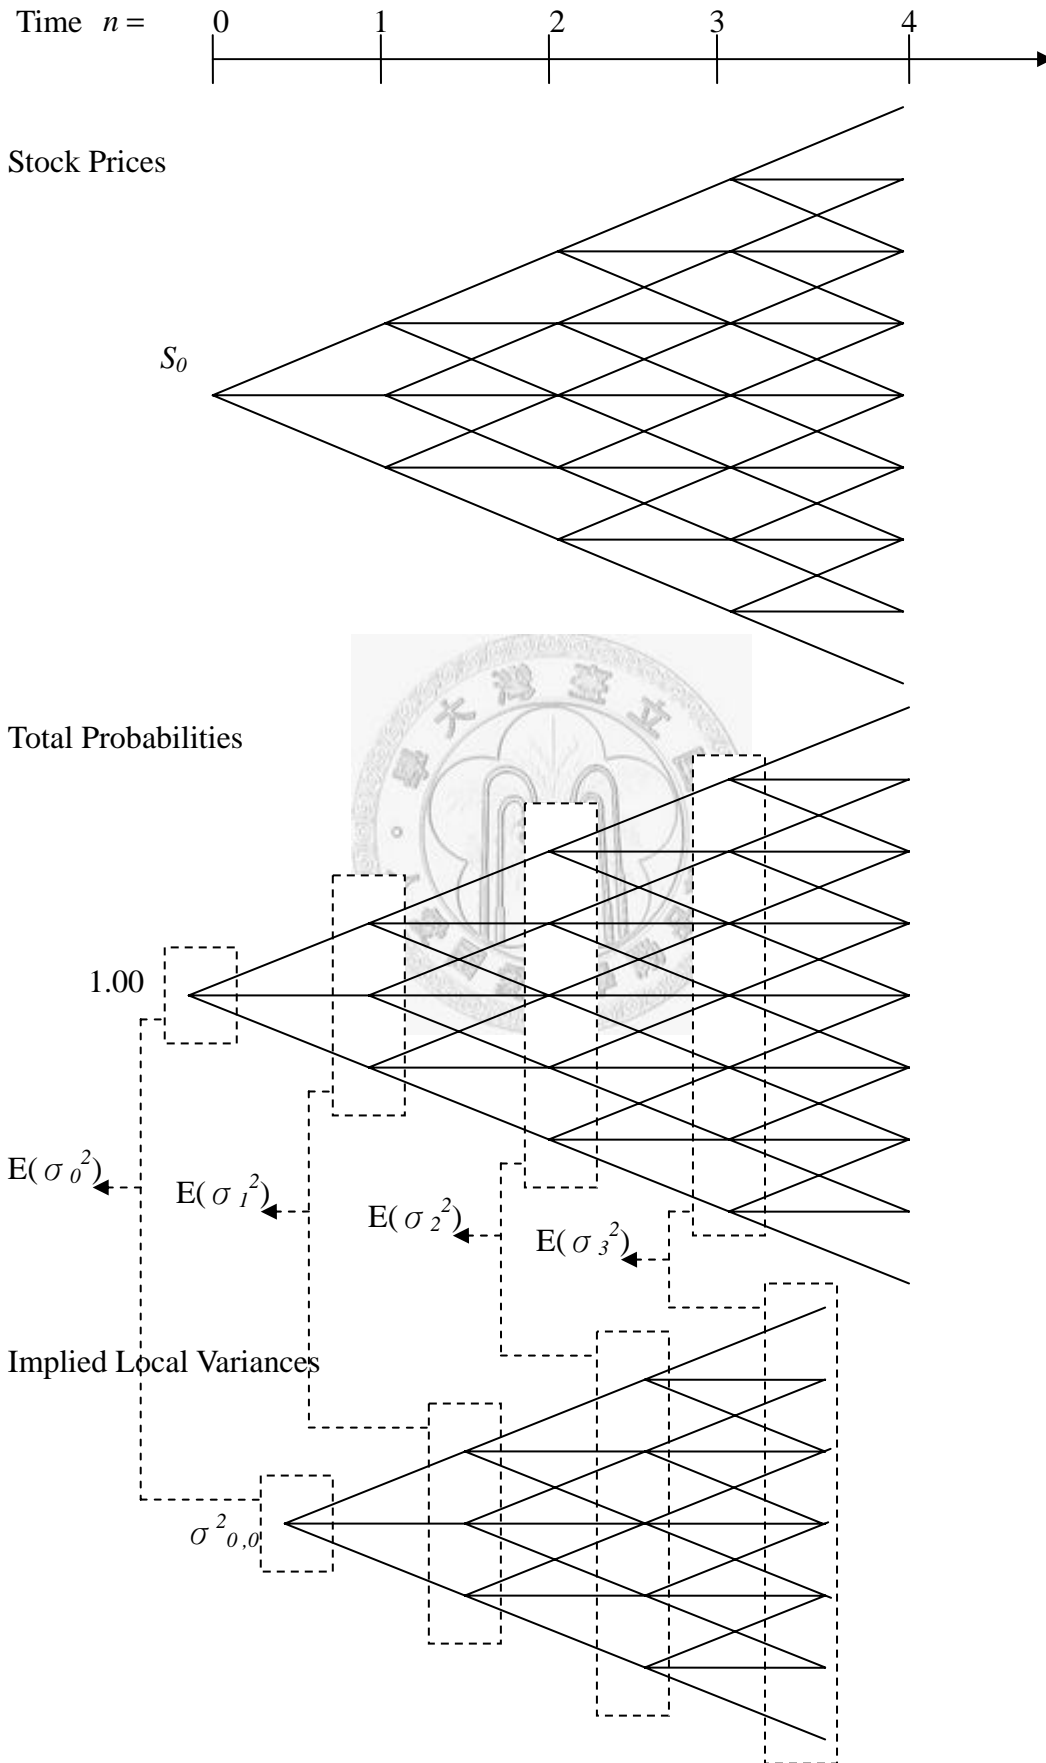 Time n = 0 1 2 3 4
Stock Prices
S₀
Total Probabilities
1.00
E(σ₀²)
E(σ₁²)
E(σ₂²)
E(σ₃²)
Implied Local Variances
σ²₀,₀